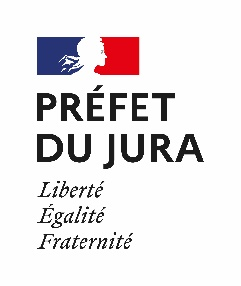 PRÉFET
DU JURA
Liberté
Égalité
Fraternité